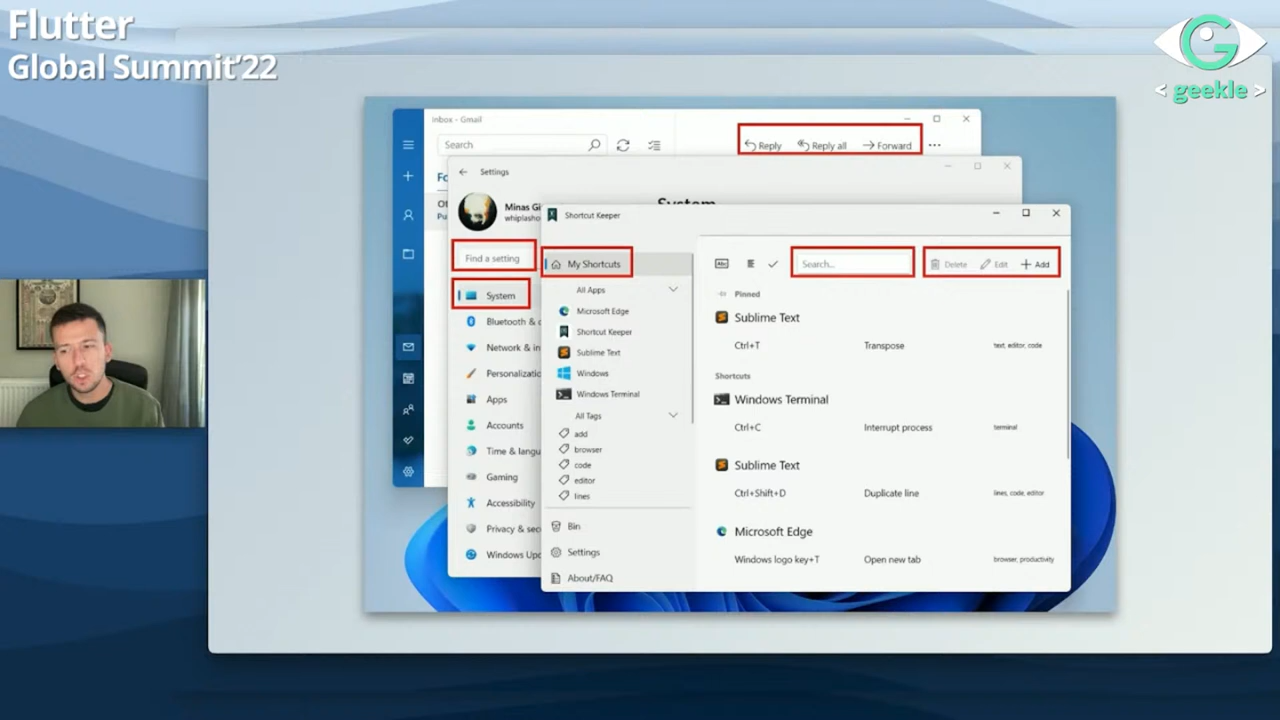 Flutter
Global Summit'22
G
< geekle >
Inbox - Gmail
Search
Reply
Reply all
Forward
Settings
System
Minas Gi
whiplasho
Find a setting
System
Bluetooth &
Network & in
Personalizatio
Apps
Accounts
Time & langu
Gaming
Accessibility
Privacy & sec
Windows Upd
Shortcut Keeper
My Shortcuts
All Apps
Microsoft Edge
Shortcut Keeper
Sublime Text
Windows
Windows Terminal
All Tags
add
browser
code
editor
lines
Bin
Settings
About/FAQ
Abc
Search...
Delete
Edit
Add
Pinned
Sublime Text
Ctrl+T Transpose text, editor, code
Shortcuts
Windows Terminal
Ctrl+C Interrupt process terminal
Sublime Text
Ctrl+Shift+D Duplicate line lines, code, editor
Microsoft Edge
Windows logo key+T Open new tab browser, productivity